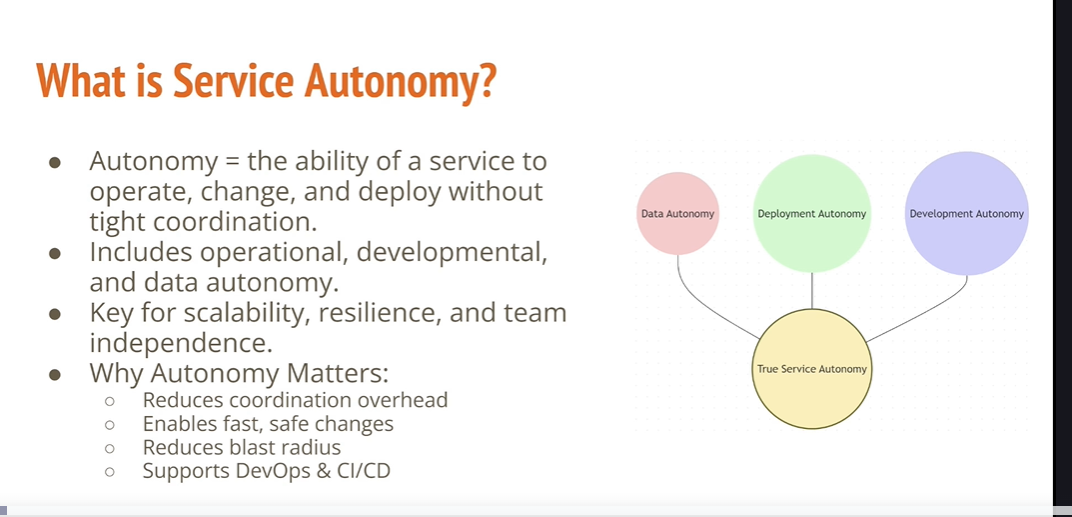 What is Service Autonomy?
● Autonomy = the ability of a service to
operate, change, and deploy without
tight coordination.
● Includes operational, developmental,
and data autonomy.
● Key for scalability, resilience, and team
independence.
● Why Autonomy Matters:
○ Reduces coordination overhead
○ Enables fast, safe changes
○ Reduces blast radius
○ Supports DevOps & CI/CD
Data Autonomy
Deployment Autonomy
Development Autonomy
True Service Autonomy